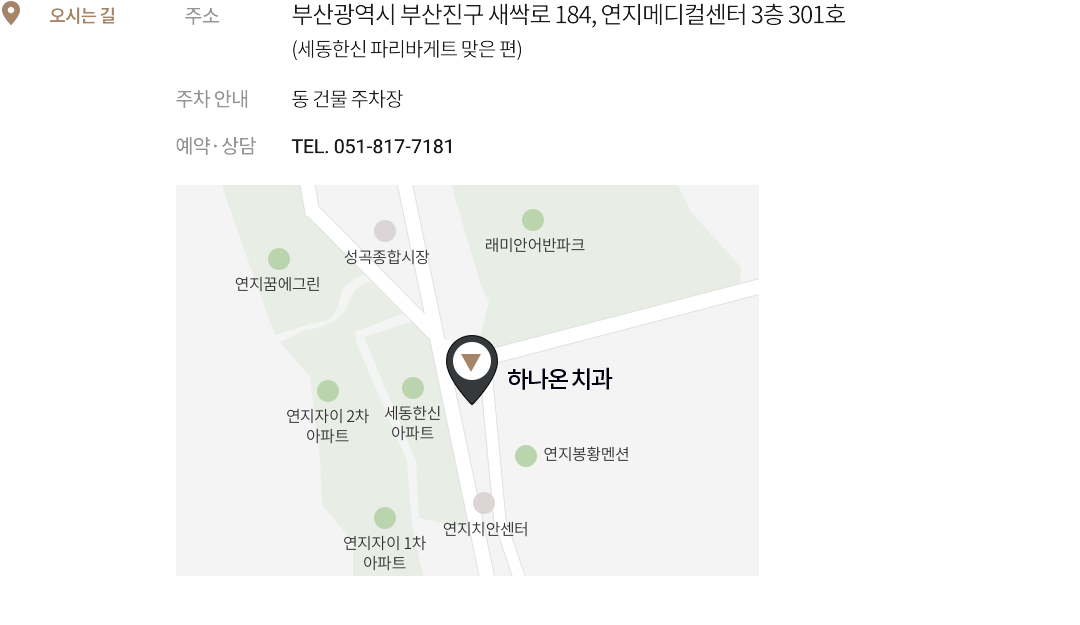 오시는 길
주소
부산광역시 부산진구 새싹로 184, 연지메디컬센터 3층 301호
(세동한신 파리바게트 맞은 편)
주차 안내
동 건물 주차장
예약·상담
TEL. 051-817-7181
성곡종합시장
래미안어반파크
연지꿈에그린
하나온 치과
연지자이 2차
아파트
세동한신
아파트
연지봉황멘션
연지치안센터
연지자이 1차
아파트